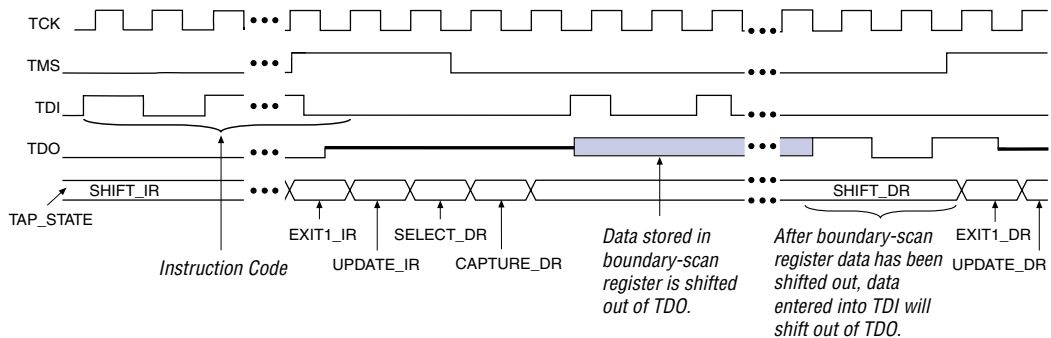 TCK
TMS
TDI
TDO
SHIFT_IR
SHIFT_DR
TAP_STATE
EXIT1_IR
SELECT_DR
EXIT1_DR
UPDATE_IR
CAPTURE_DR
UPDATE_DR
Instruction Code
Data stored in
boundary-scan
register is shifted
out of TDO.
After boundary-scan
register data has been
shifted out, data
entered into TDI will
shift out of TDO.